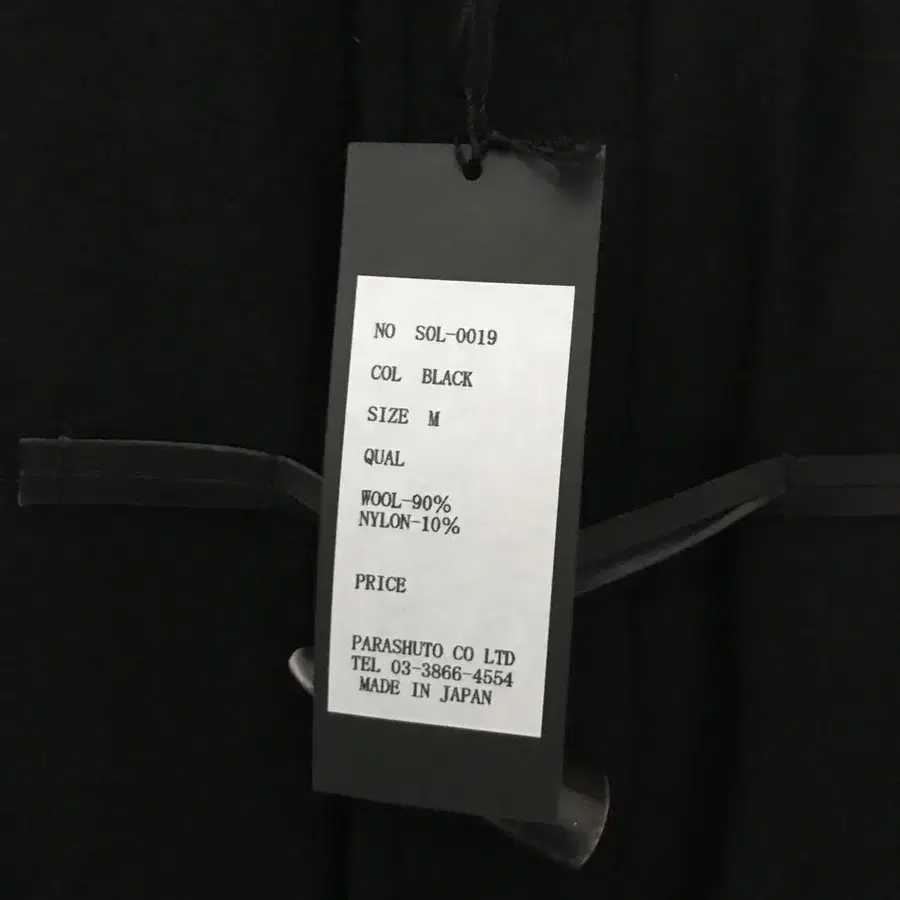 NO SOL-0019
COL BLACK
SIZE M
QUAL
WOOL-90%
NYLON-10%
PRICE
PARASHUTO CO LTD
TEL 03-3866-4554
MADE IN JAPAN